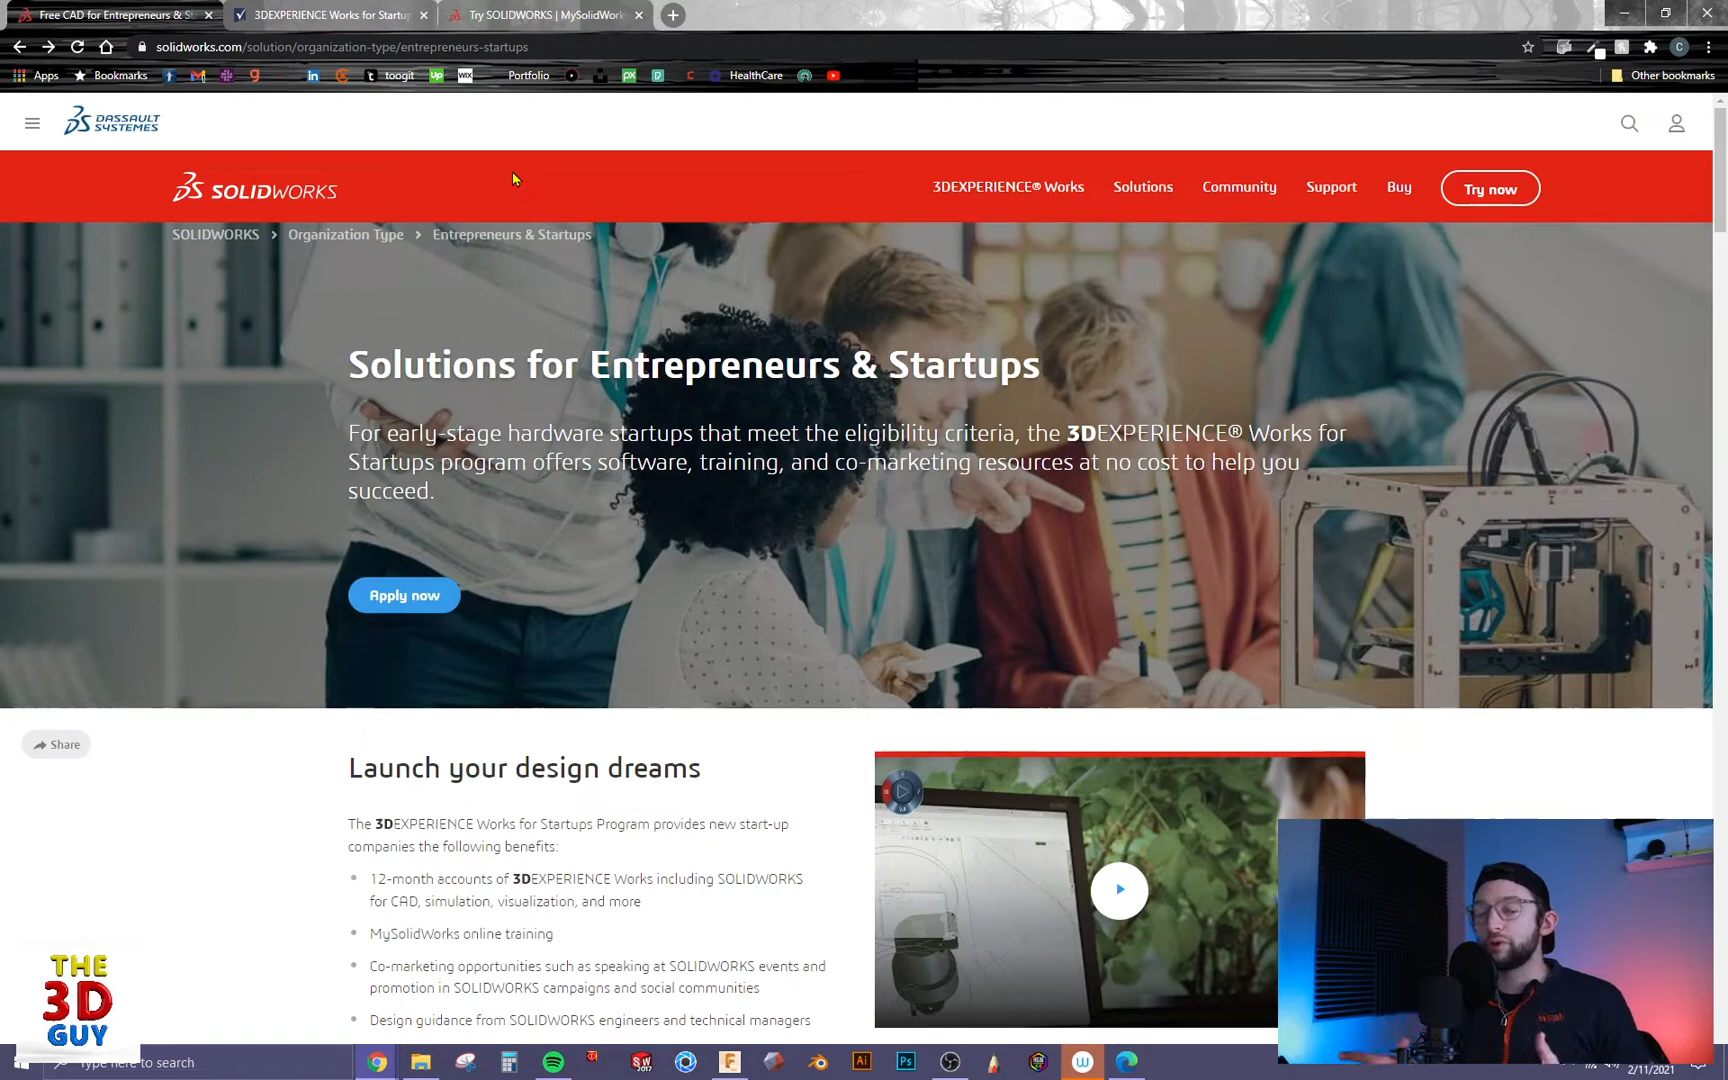 Free CAD for Entrepreneurs & St
3DEXPERIENCE Works for Startup
Try SOLIDWORKS | MySolidWork
solidworks.com/solution/organization-type/entrepreneurs-startups
Apps
Bookmarks
toogit
Portfolio
HealthCare
Other bookmarks
DASSAULT
SYSTEMES
SOLIDWORKS
3DEXPERIENCE® Works
Solutions
Community
Support
Buy
Try now
SOLIDWORKS > Organization Type > Entrepreneurs & Startups
Solutions for Entrepreneurs & Startups
For early-stage hardware startups that meet the eligibility criteria, the 3DEXPERIENCE® Works for
Startups program offers software, training, and co-marketing resources at no cost to help you
succeed.
Apply now
Share
Launch your design dreams
The 3DEXPERIENCE Works for Startups Program provides new start-up
companies the following benefits:
12-month accounts of 3DEXPERIENCE Works including SOLIDWORKS
for CAD, simulation, visualization, and more
MySolidWorks online training
Co-marketing opportunities such as speaking at SOLIDWORKS events and
promotion in SOLIDWORKS campaigns and social communities
Design guidance from SOLIDWORKS engineers and technical managers
THE
3D
GUY
Type here to search
2/11/2021